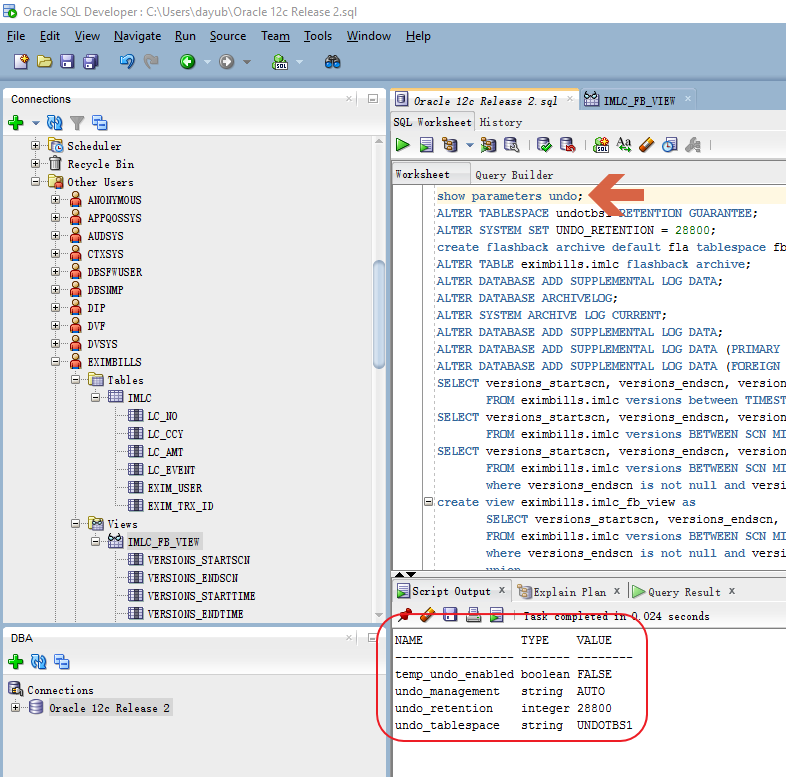 Oracle SQL Developer : C:\Users\dayub\Oracle 12c Release 2.sql
File Edit View Navigate Run Source Team Tools Window Help
Connections
Scheduler
Recycle Bin
Other Users
ANONYMOUS
APPQOSSYS
AUDSYS
CTXSYS
DBSFWUSER
DBSNMP
DIP
DVF
DVSYS
EXIMBILLS
Tables
IMLC
LC_NO
LC_CCY
LC_AMT
LC_EVENT
EXIM_USER
EXIM_TRX_ID
Views
IMLC_FB_VIEW
VERSIONS_STARTSCN
VERSIONS_ENDSCN
VERSIONS_STARTTIME
VERSIONS_ENDTIME
DBA
Connections
Oracle 12c Release 2
Oracle 12c Release 2.sql IMLC_FB_VIEW
SQL Worksheet History
Worksheet Query Builder
show parameters undo;
ALTER TABLESPACE undotbs1 RETENTION GUARANTEE;
ALTER SYSTEM SET UNDO_RETENTION = 28800;
create flashback archive default fla tablespace fb
ALTER TABLE eximbills.imlc flashback archive;
ALTER DATABASE ADD SUPPLEMENTAL LOG DATA;
ALTER DATABASE ARCHIVELOG;
ALTER SYSTEM ARCHIVE LOG CURRENT;
ALTER DATABASE ADD SUPPLEMENTAL LOG DATA;
ALTER DATABASE ADD SUPPLEMENTAL LOG DATA (PRIMARY
ALTER DATABASE ADD SUPPLEMENTAL LOG DATA (FOREIGN
SELECT versions_startscn, versions_endscn, version
FROM eximbills.imlc versions between TIMEST
SELECT versions_startscn, versions_endscn, version
FROM eximbills.imlc versions BETWEEN SCN MI
SELECT versions_startscn, versions_endscn, version
FROM eximbills.imlc versions BETWEEN SCN MI
where versions_endscn is not null and versi
create view eximbills.imlc_fb_view as
SELECT versions_startscn, versions_endscn,
FROM eximbills.imlc versions BETWEEN SCN MI
where versions_endscn is not null and versi
union
Script Output Explain Plan Query Result
Task completed in 0.024 seconds
NAME TYPE VALUE
----------------- ------- --------
temp_undo_enabled boolean FALSE
undo_management string AUTO
undo_retention integer 28800
undo_tablespace string UNDOTBS1